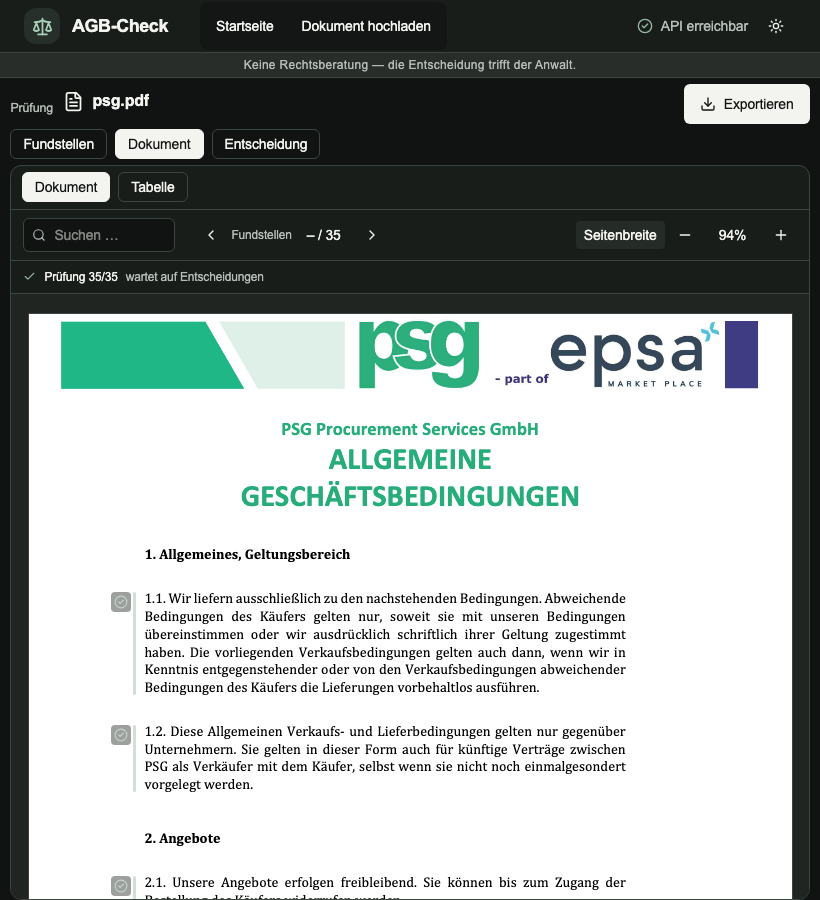 AGB-Check
Startseite
Dokument hochladen
API erreichbar
Keine Rechtsberatung — die Entscheidung trifft der Anwalt.
Prüfung
psg.pdf
Exportieren
Fundstellen
Dokument
Entscheidung
Dokument
Tabelle
Suchen ...
Fundstellen
– / 35
Seitenbreite
94%
Prüfung 35/35 wartet auf Entscheidungen
psg
- part of
epsa
MARKET PLACE
PSG Procurement Services GmbH
ALLGEMEINE
GESCHÄFTSBEDINGUNGEN
1. Allgemeines, Geltungsbereich
1.1. Wir liefern ausschließlich zu den nachstehenden Bedingungen. Abweichende
Bedingungen des Käufers gelten nur, soweit sie mit unseren Bedingungen
übereinstimmen oder wir ausdrücklich schriftlich ihrer Geltung zugestimmt
haben. Die vorliegenden Verkaufsbedingungen gelten auch dann, wenn wir in
Kenntnis entgegenstehender oder von den Verkaufsbedingungen abweichender
Bedingungen des Käufers die Lieferungen vorbehaltlos ausführen.
1.2. Diese Allgemeinen Verkaufs- und Lieferbedingungen gelten nur gegenüber
Unternehmern. Sie gelten in dieser Form auch für künftige Verträge zwischen
PSG als Verkäufer mit dem Käufer, selbst wenn sie nicht noch einmalgesondert
vorgelegt werden.
2. Angebote
2.1. Unsere Angebote erfolgen freibleibend. Sie können bis zum Zugang der
Bestellung des Käufers widerrufen werden.